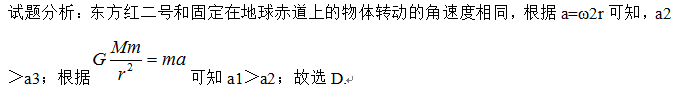 试题分析：东方红二号和固定在地球赤道上的物体转动的角速度相同，根据 a=ω2r 可知，a2
＞a3；根据 G\frac{Mm}{r^2}=ma 可知 a1＞a2；故选 D.